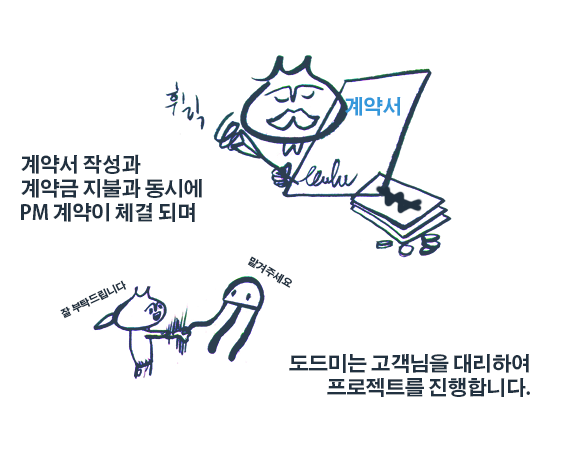 휘릭
계약서
계약서 작성과
계약금 지불과 동시에
PM 계약이 체결 되며
잘 부탁드립니다
맡겨주세요
도드미는 고객님을 대리하여
프로젝트를 진행합니다.